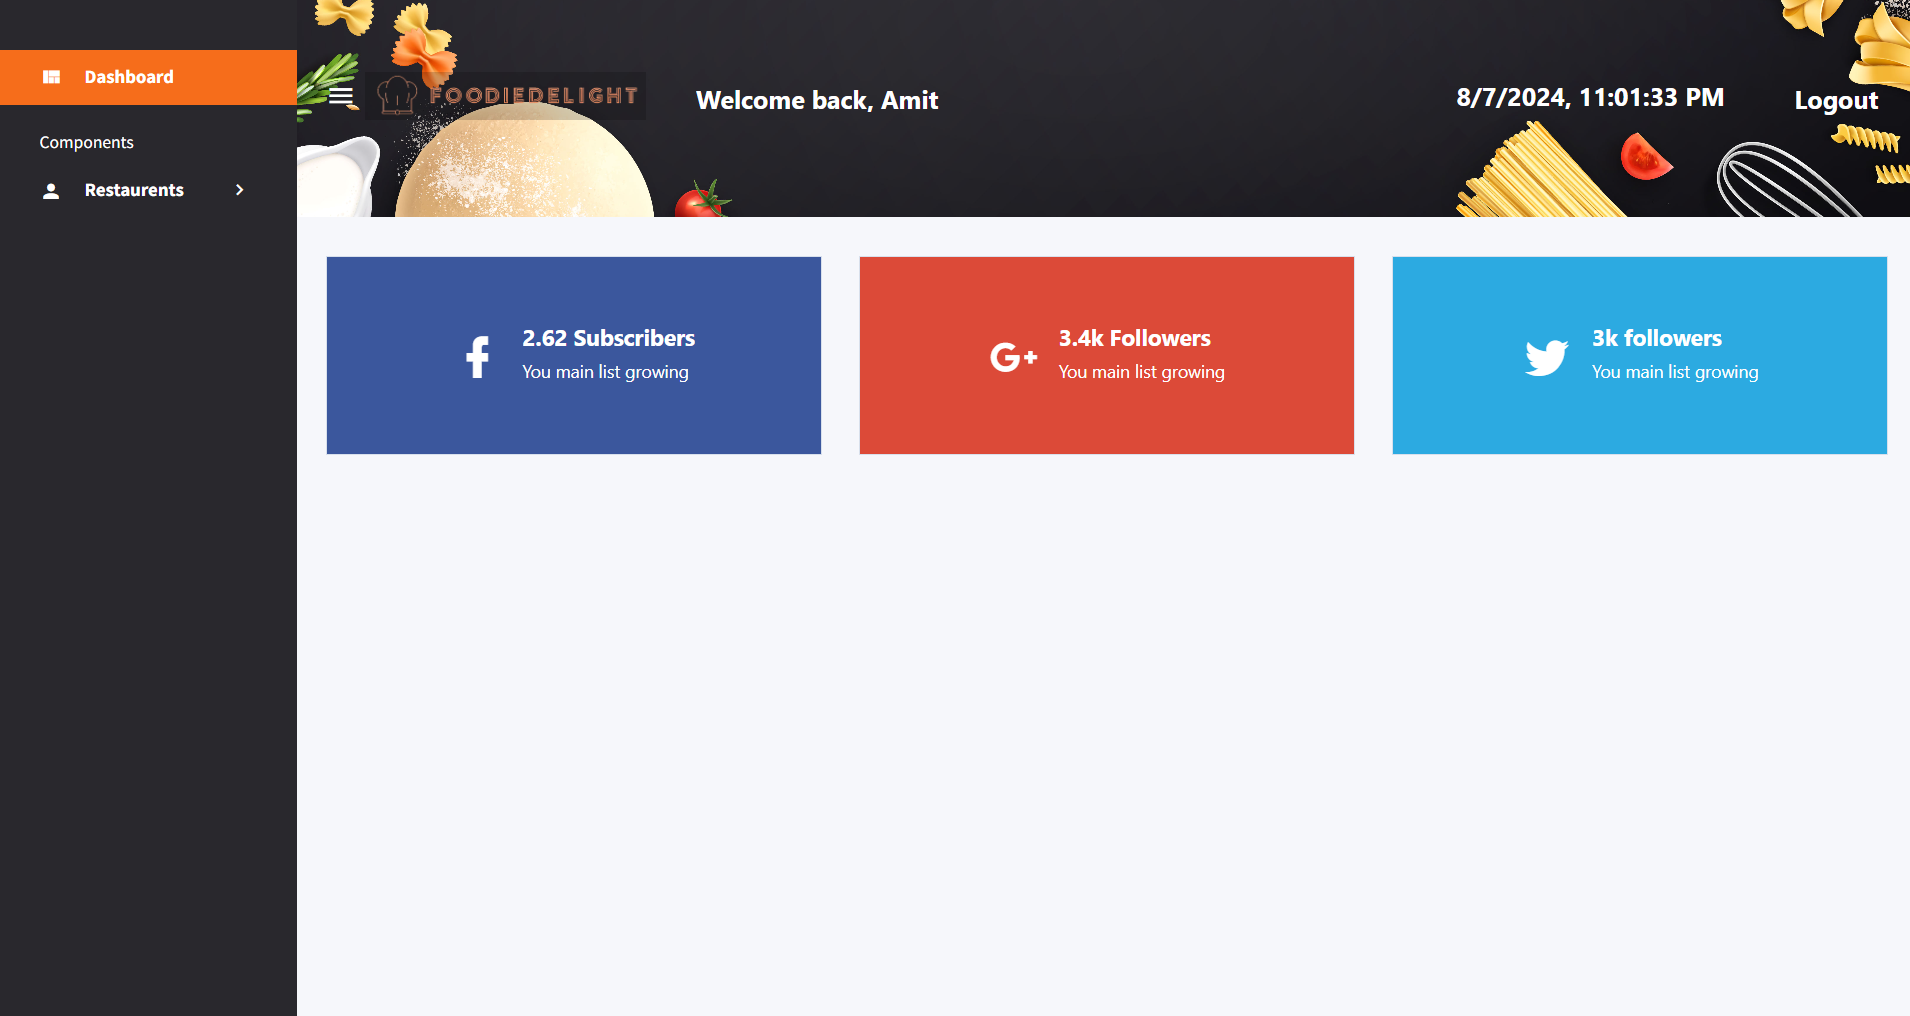 Dashboard
Components
Restaurents
FOODIEDELIGHT
Welcome back, Amit
8/7/2024, 11:01:33 PM
Logout
2.62 Subscribers
You main list growing
3.4k Followers
You main list growing
3k followers
You main list growing